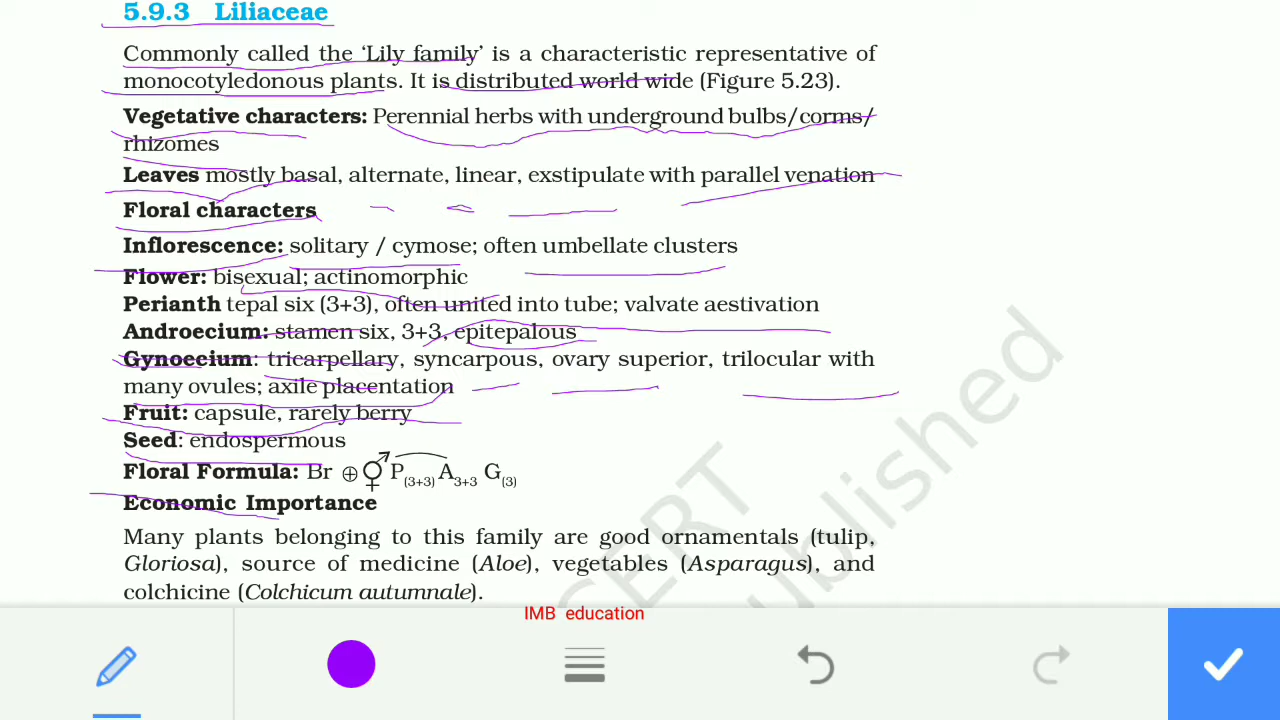 5.9.3 Liliaceae
Commonly called the ‘Lily family’ is a characteristic representative of
monocotyledonous plants. It is distributed world wide (Figure 5.23).
Vegetative characters: Perennial herbs with underground bulbs/corms/
rhizomes
Leaves mostly basal, alternate, linear, exstipulate with parallel venation
Floral characters
Inflorescence: solitary / cymose; often umbellate clusters
Flower: bisexual; actinomorphic
Perianth tepal six (3+3), often united into tube; valvate aestivation
Androecium: stamen six, 3+3, epitepalous
Gynoecium: tricarpellary, syncarpous, ovary superior, trilocular with
many ovules; axile placentation
Fruit: capsule, rarely berry
Seed: endospermous
Floral Formula: Br ⊕ ⚥ P(3+3) A3+3 G(3)
Economic Importance
Many plants belonging to this family are good ornamentals (tulip,
Gloriosa), source of medicine (Aloe), vegetables (Asparagus), and
colchicine (Colchicum autumnale).
IMB education